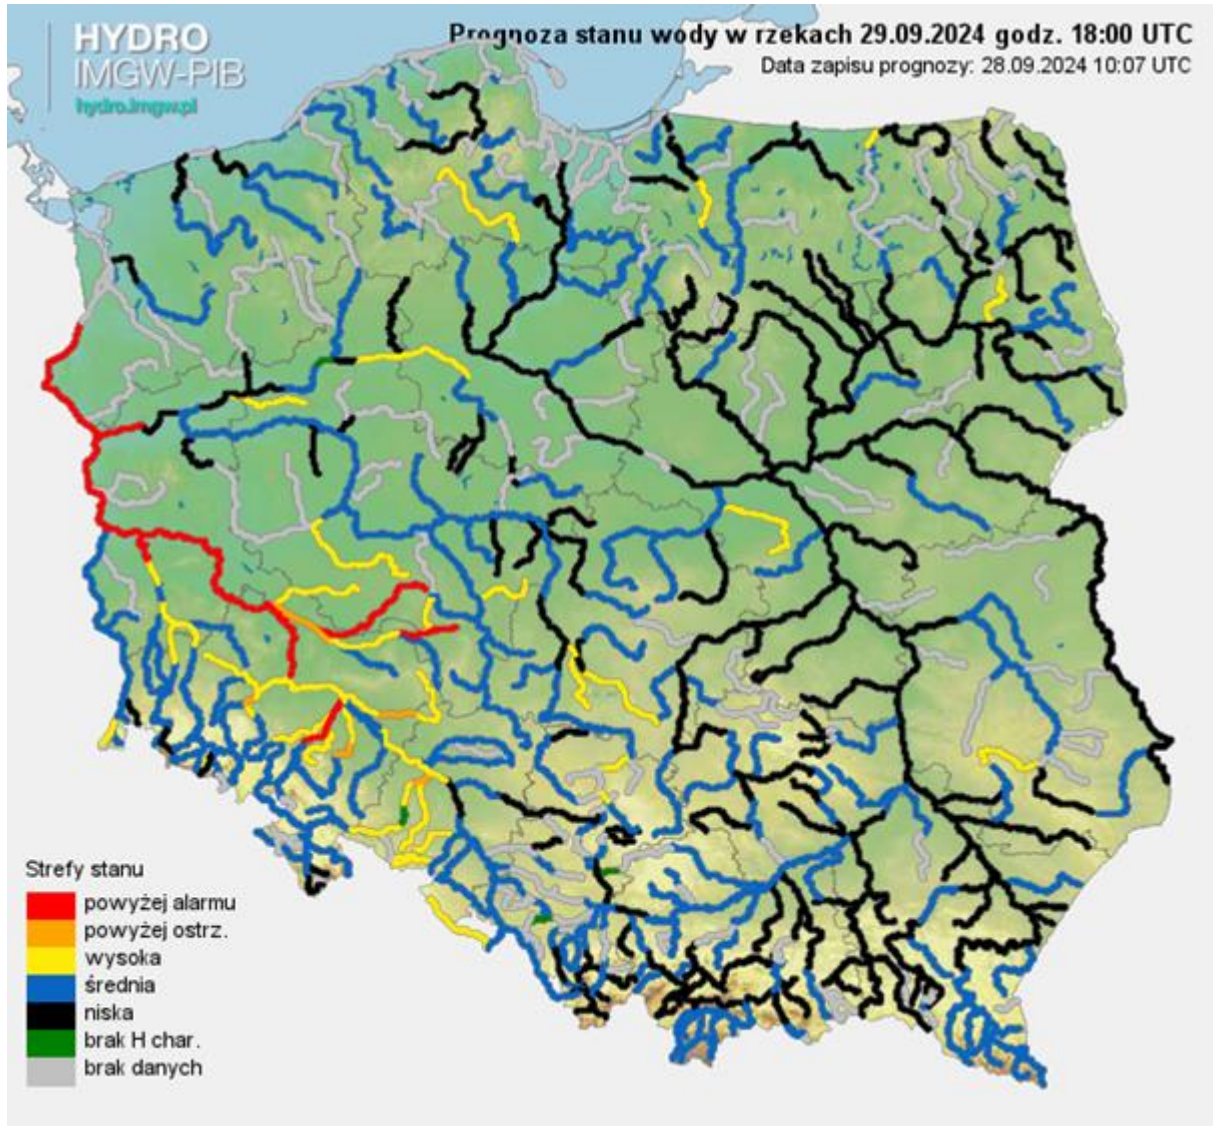 HYDRO
IMGW-PIB
hydro.imgw.pl
Prognoza stanu wody w rzekach 29.09.2024 godz. 18:00 UTC
Data zapisu prognozy: 28.09.2024 10:07 UTC
Strefy stanu
powyżej alarmu
powyżej ostrz.
wysoka
średnia
niska
brak H char.
brak danych